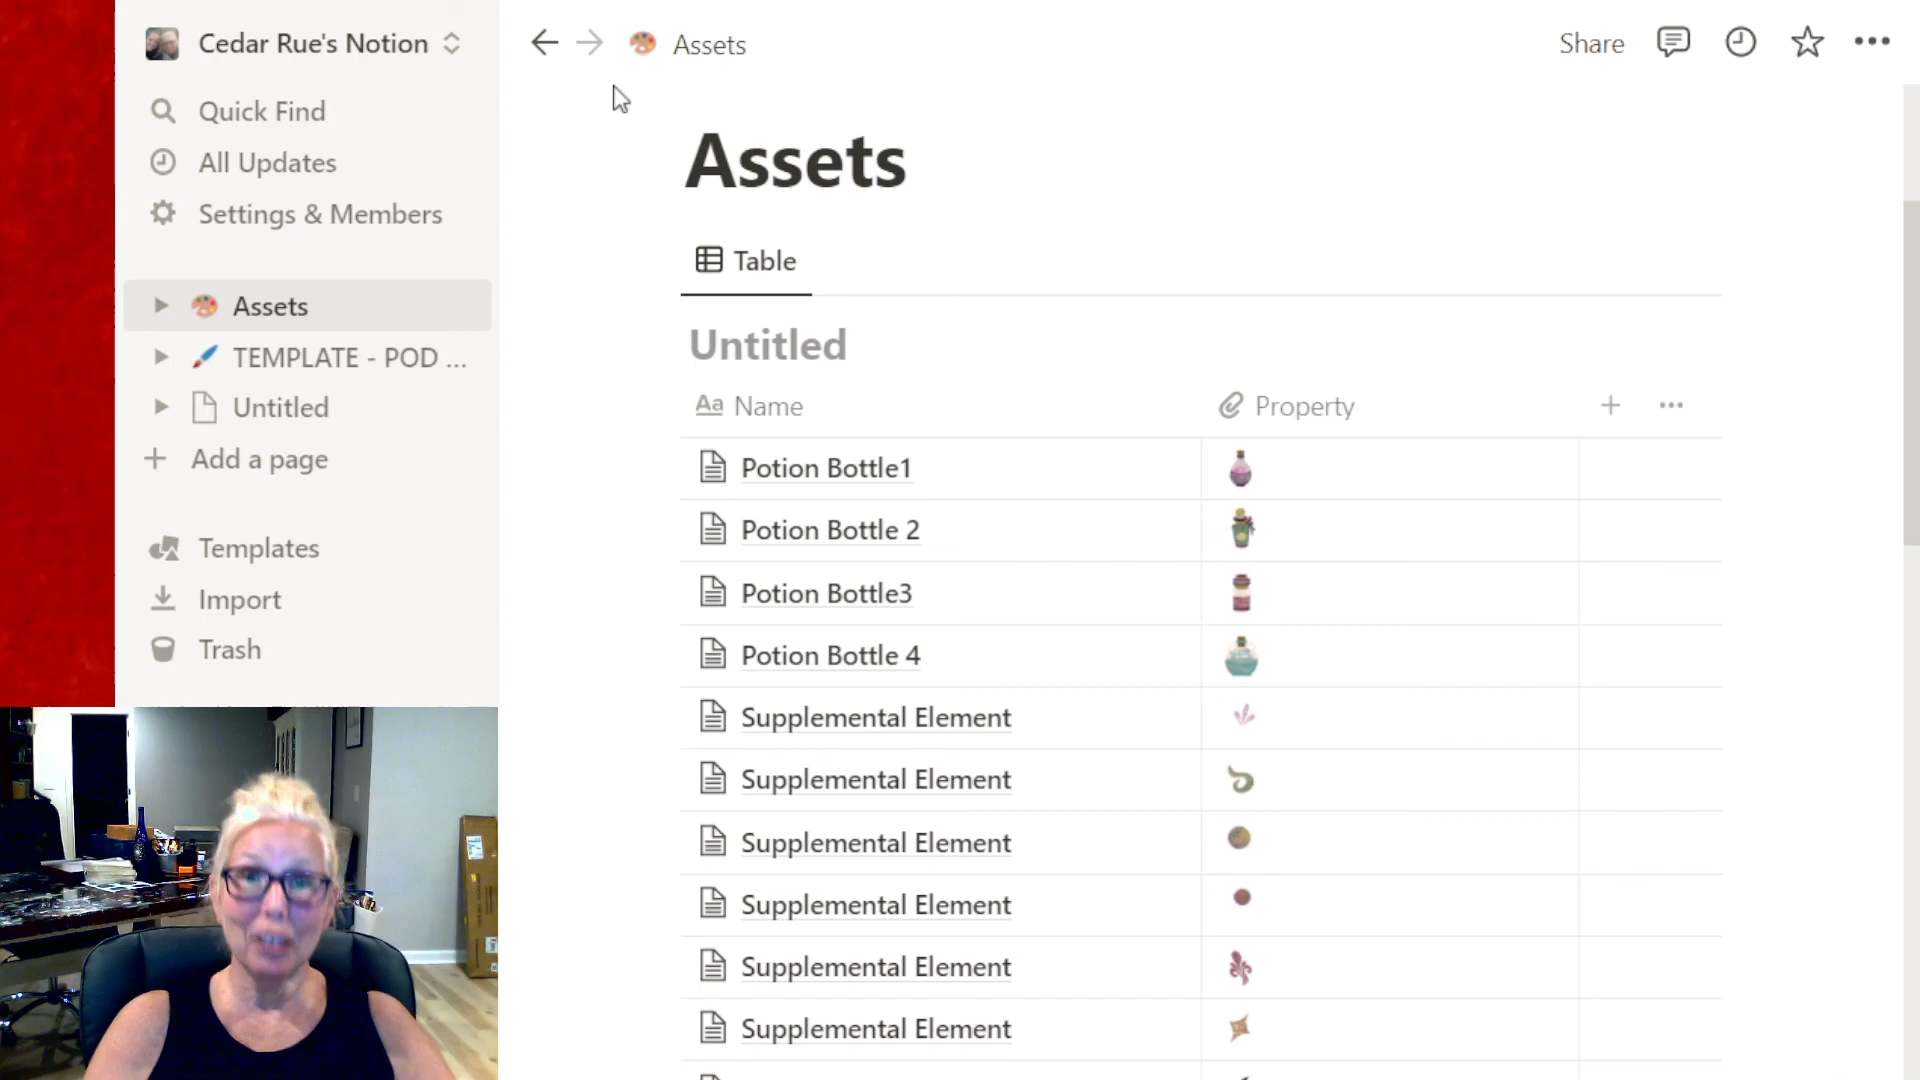 Cedar Rue's Notion
Quick Find
All Updates
Settings & Members
Assets
TEMPLATE - POD ...
Untitled
Add a page
Templates
Import
Trash
Assets
Share
Assets
Table
Untitled
Aa Name
Property
Potion Bottle1
Potion Bottle 2
Potion Bottle3
Potion Bottle 4
Supplemental Element
Supplemental Element
Supplemental Element
Supplemental Element
Supplemental Element
Supplemental Element